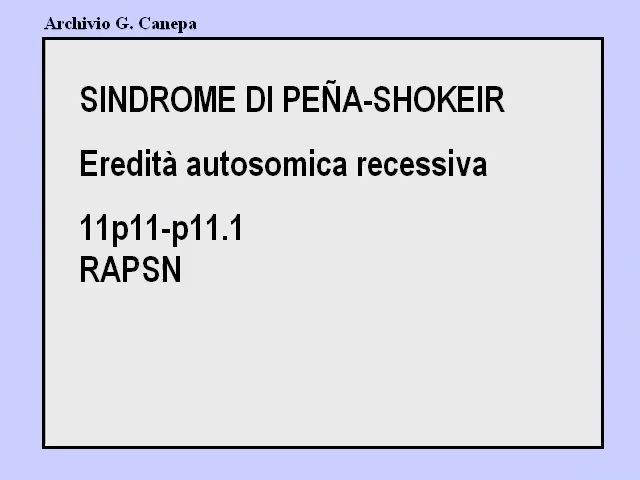 Archivio G. Canepa
SINDROME DI PEÑA-SHOKEIR
Eredità autosomica recessiva
11p11-p11.1
RAPSN